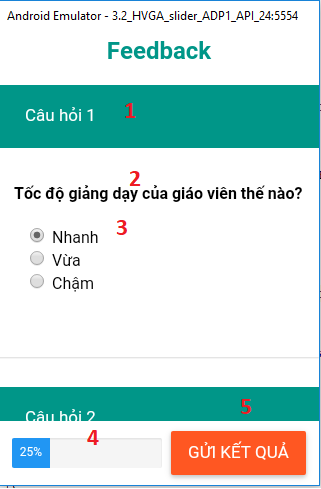 Android Emulator - 3.2_HVGA_slider_ADP1_API_24:5554
Feedback
Câu hỏi 1 1
2
Tốc độ giảng dạy của giáo viên thế nào?
Nhanh 3
Vừa
Chậm
Câu hỏi 2
25% 4
5
GỬI KẾT QUẢ